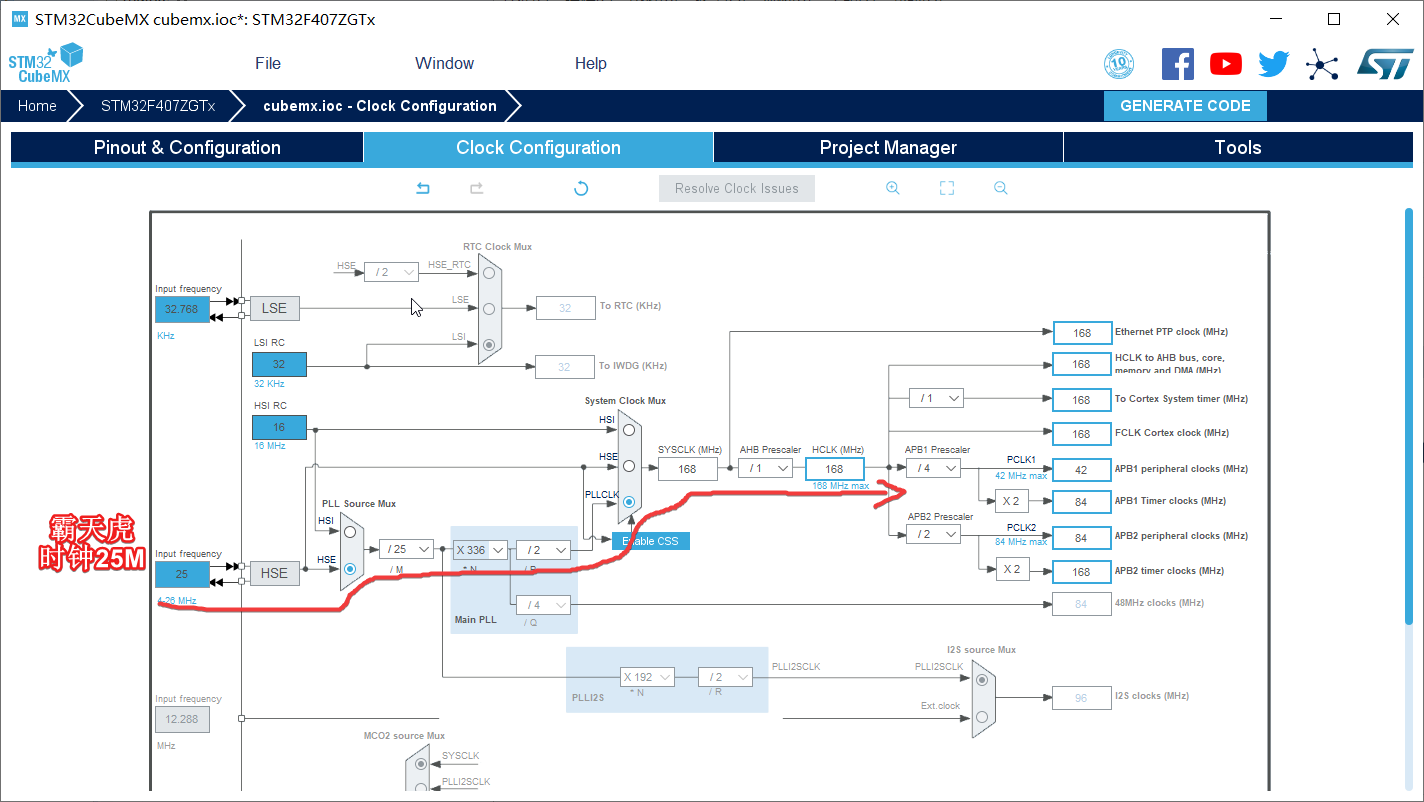 MX STM32CubeMX cubemx.ioc*: STM32F407ZGTx
STM32 CubeMX
File
Window
Help
10
ST
Home
STM32F407ZGTx
cubemx.ioc - Clock Configuration
GENERATE CODE
Pinout & Configuration
Clock Configuration
Project Manager
Tools
Resolve Clock Issues
RTC Clock Mux
HSE
/ 2
HSE_RTC
Input frequency
32.768
KHz
LSE
LSE
32
To RTC (KHz)
LSI RC
32
32 KHz
LSI
32
To IWDG (KHz)
HSI RC
16
16 MHz
System Clock Mux
HSI
HSE
PLLCLK
Enable CSS
SYSCLK (MHz)
168
AHB Prescaler
/ 1
HCLK (MHz)
168
168 MHz max
168
Ethernet PTP clock (MHz)
168
HCLK to AHB bus, core,
memory and DMA (MHz)
/ 1
168
To Cortex System timer (MHz)
168
FCLK Cortex clock (MHz)
APB1 Prescaler
/ 4
PCLK1
42 MHz max
42
APB1 peripheral clocks (MHz)
X 2
84
APB1 Timer clocks (MHz)
APB2 Prescaler
/ 2
PCLK2
84 MHz max
84
APB2 peripheral clocks (MHz)
X 2
168
APB2 timer clocks (MHz)
84
48MHz clocks (MHz)
霸天虎
时钟25M
Input frequency
25
4-26 MHz
HSE
PLL Source Mux
HSI
HSE
/ 25
/ M
X 336
* N
/ 2
/ P
/ 4
/ Q
Main PLL
X 192
* N
/ 2
/ R
PLLI2S
PLLI2SCLK
I2S source Mux
PLLI2SCLK
Ext.clock
96
I2S clocks (MHz)
Input frequency
12.288
MHz
MCO2 source Mux
SYSCLK
PLLI2SCLK